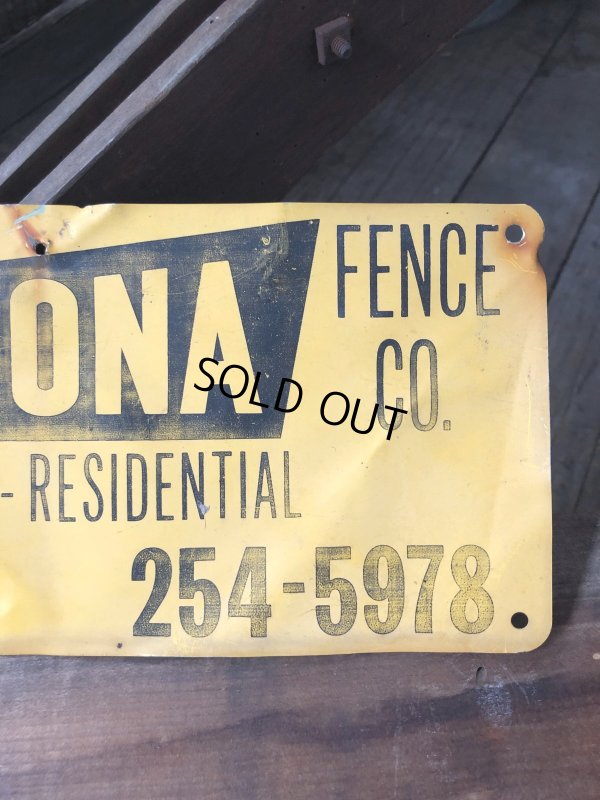 ONA
FENCE
CO.
SOLD OUT
- RESIDENTIAL
254-5978